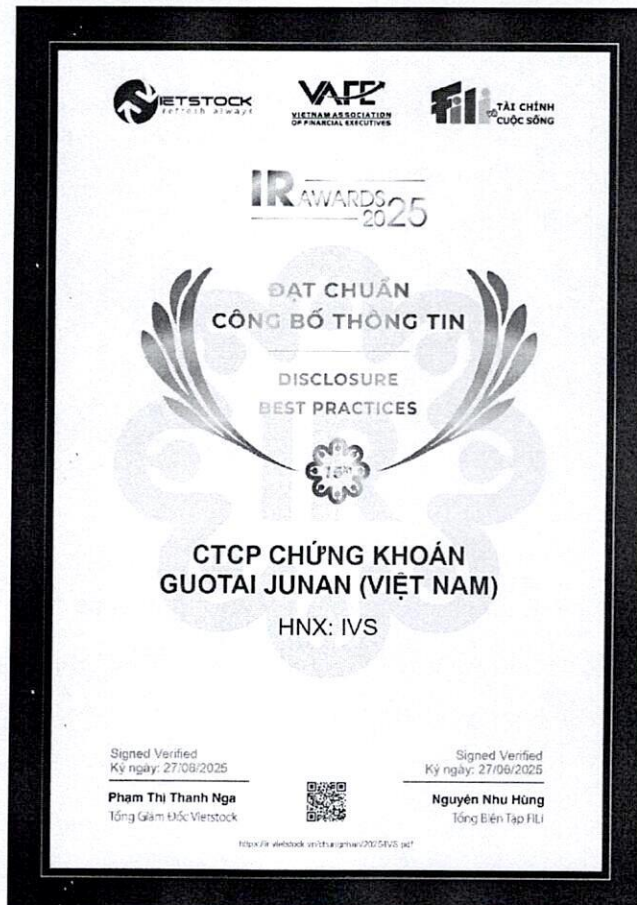 VIETSTOCK
refresh always
VAFE
VIETNAM ASSOCIATION
OF FINANCIAL EXECUTIVES
FiLi
TÀI CHÍNH
và
CUỘC SỐNG
IR AWARDS
2025
ĐẠT CHUẨN
CÔNG BỐ THÔNG TIN
DISCLOSURE
BEST PRACTICES
15th
CTCP CHỨNG KHOÁN
GUOTAI JUNAN (VIỆT NAM)
HNX: IVS
Signed Verified
Ký ngày: 27/08/2025
Phạm Thị Thanh Nga
Tổng Giám Đốc Vietstock
Signed Verified
Ký ngày: 27/08/2025
Nguyễn Như Hùng
Tổng Biên Tập FILI